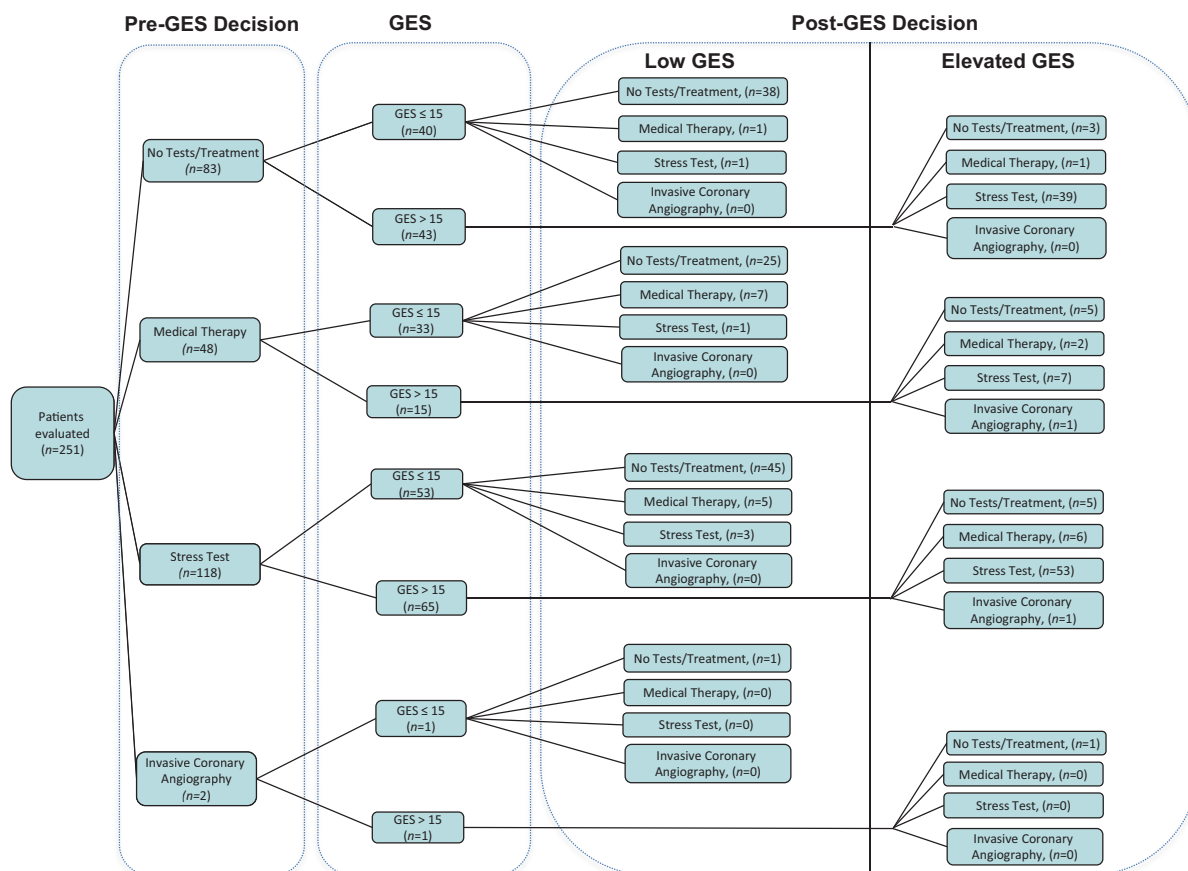 Pre-GES Decision
GES
Post-GES Decision
Low GES
Elevated GES
Patients
evaluated
(n=251)
No Tests/Treatment
(n=83)
GES ≤ 15
(n=40)
No Tests/Treatment, (n=38)
Medical Therapy, (n=1)
Stress Test, (n=1)
Invasive Coronary
Angiography, (n=0)
GES > 15
(n=43)
No Tests/Treatment, (n=3)
Medical Therapy, (n=1)
Stress Test, (n=39)
Invasive Coronary
Angiography, (n=0)
Medical Therapy
(n=48)
GES ≤ 15
(n=33)
No Tests/Treatment, (n=25)
Medical Therapy, (n=7)
Stress Test, (n=1)
Invasive Coronary
Angiography, (n=0)
GES > 15
(n=15)
No Tests/Treatment, (n=5)
Medical Therapy, (n=2)
Stress Test, (n=7)
Invasive Coronary
Angiography, (n=1)
Stress Test
(n=118)
GES ≤ 15
(n=53)
No Tests/Treatment, (n=45)
Medical Therapy, (n=5)
Stress Test, (n=3)
Invasive Coronary
Angiography, (n=0)
GES > 15
(n=65)
No Tests/Treatment, (n=5)
Medical Therapy, (n=6)
Stress Test, (n=53)
Invasive Coronary
Angiography, (n=1)
Invasive Coronary
Angiography
(n=2)
GES ≤ 15
(n=1)
No Tests/Treatment, (n=1)
Medical Therapy, (n=0)
Stress Test, (n=0)
Invasive Coronary
Angiography, (n=0)
GES > 15
(n=1)
No Tests/Treatment, (n=1)
Medical Therapy, (n=0)
Stress Test, (n=0)
Invasive Coronary
Angiography, (n=0)